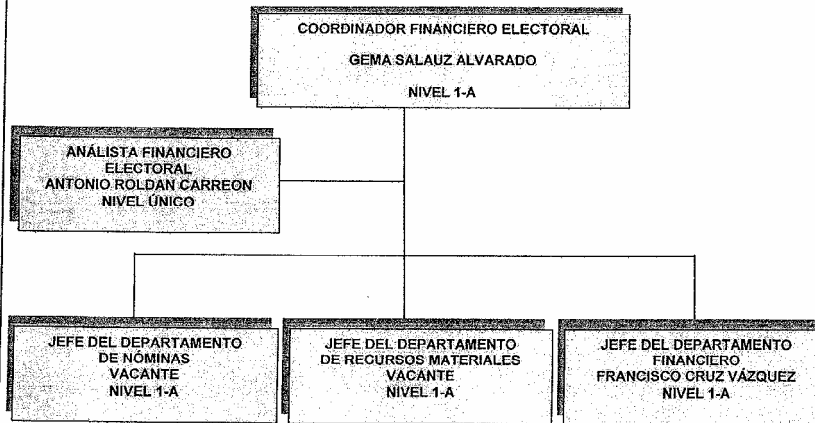 COORDINADOR FINANCIERO ELECTORAL
GEMA SALAUZ ALVARADO
NIVEL 1-A
ANÁLISTA FINANCIERO
ELECTORAL
ANTONIO ROLDAN CARREON
NIVEL ÚNICO
JEFE DEL DEPARTAMENTO
DE NÓMINAS
VACANTE
NIVEL 1-A
JEFE DEL DEPARTAMENTO
DE RECURSOS MATERIALES
VACANTE
NIVEL 1-A
JEFE DEL DEPARTAMENTO
FINANCIERO
FRANCISCO CRUZ VÁZQUEZ
NIVEL 1-A